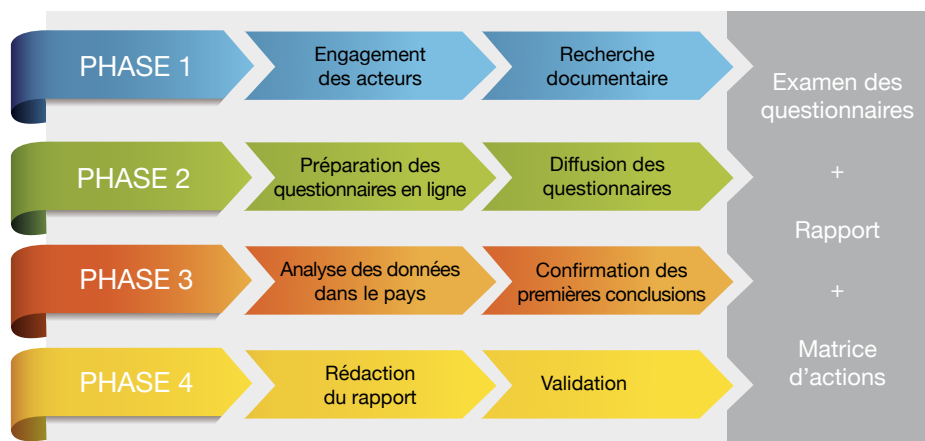 PHASE 1
Engagement
des acteurs
Recherche
documentaire
PHASE 2
Préparation des
questionnaires en ligne
Diffusion des
questionnaires
PHASE 3
Analyse des données
dans le pays
Confirmation des
premières conclusions
PHASE 4
Rédaction
du rapport
Validation
Examen des
questionnaires
+
Rapport
+
Matrice
d'actions